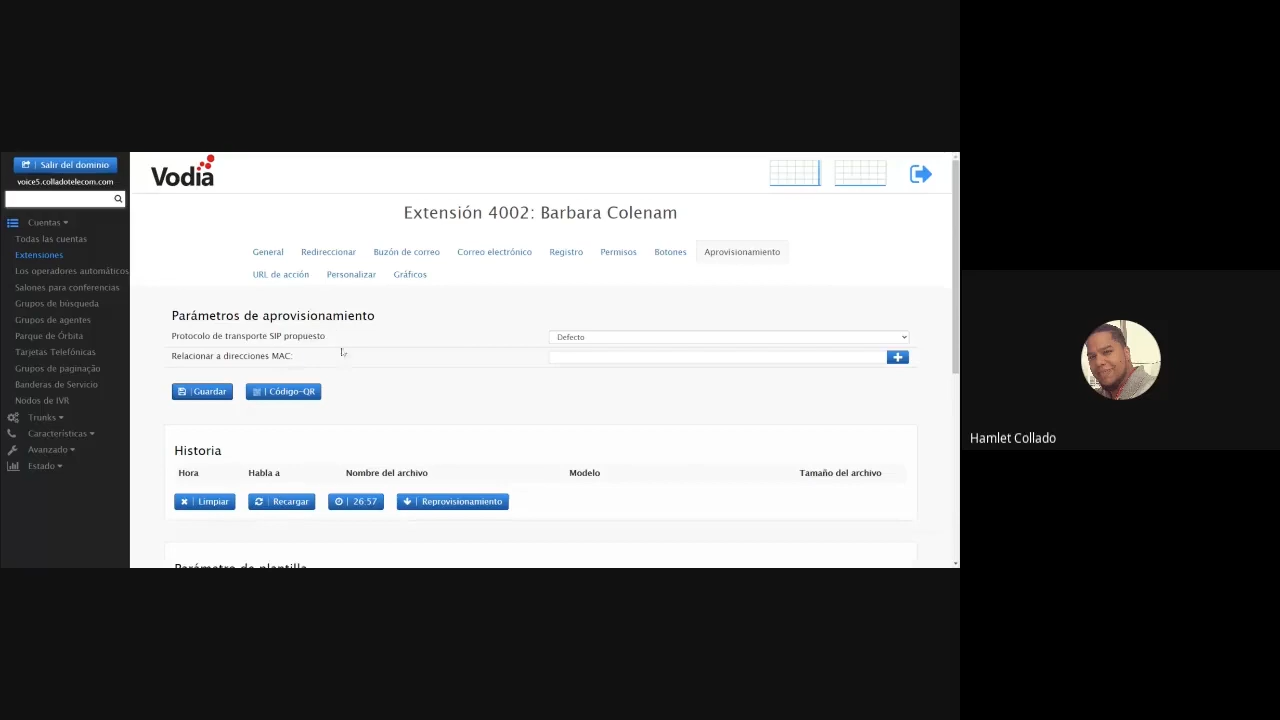 Salir del dominio
voice5.colladotelecom.com
Cuentas
Todas las cuentas
Extensiones
Los operadores automáticos
Salones para conferencias
Grupos de búsqueda
Grupos de agentes
Parque de Órbita
Tarjetas Telefónicas
Grupos de paginação
Banderas de Servicio
Nodos de IVR
Trunks
Características
Avanzado
Estado
Vodia
Extensión 4002: Barbara Colenam
General Redireccionar Buzón de correo Correo electrónico Registro Permisos Botones Aprovisionamiento
URL de acción Personalizar Gráficos
Parámetros de aprovisionamiento
Protocolo de transporte SIP propuesto Defecto
Relacionar a direcciones MAC:
Guardar Código-QR
Historia
Hora Habla a Nombre del archivo Modelo Tamaño del archivo
Limpiar Recargar 26:57 Reprovisionamiento
Parámetro de plantilla
Hamlet Collado